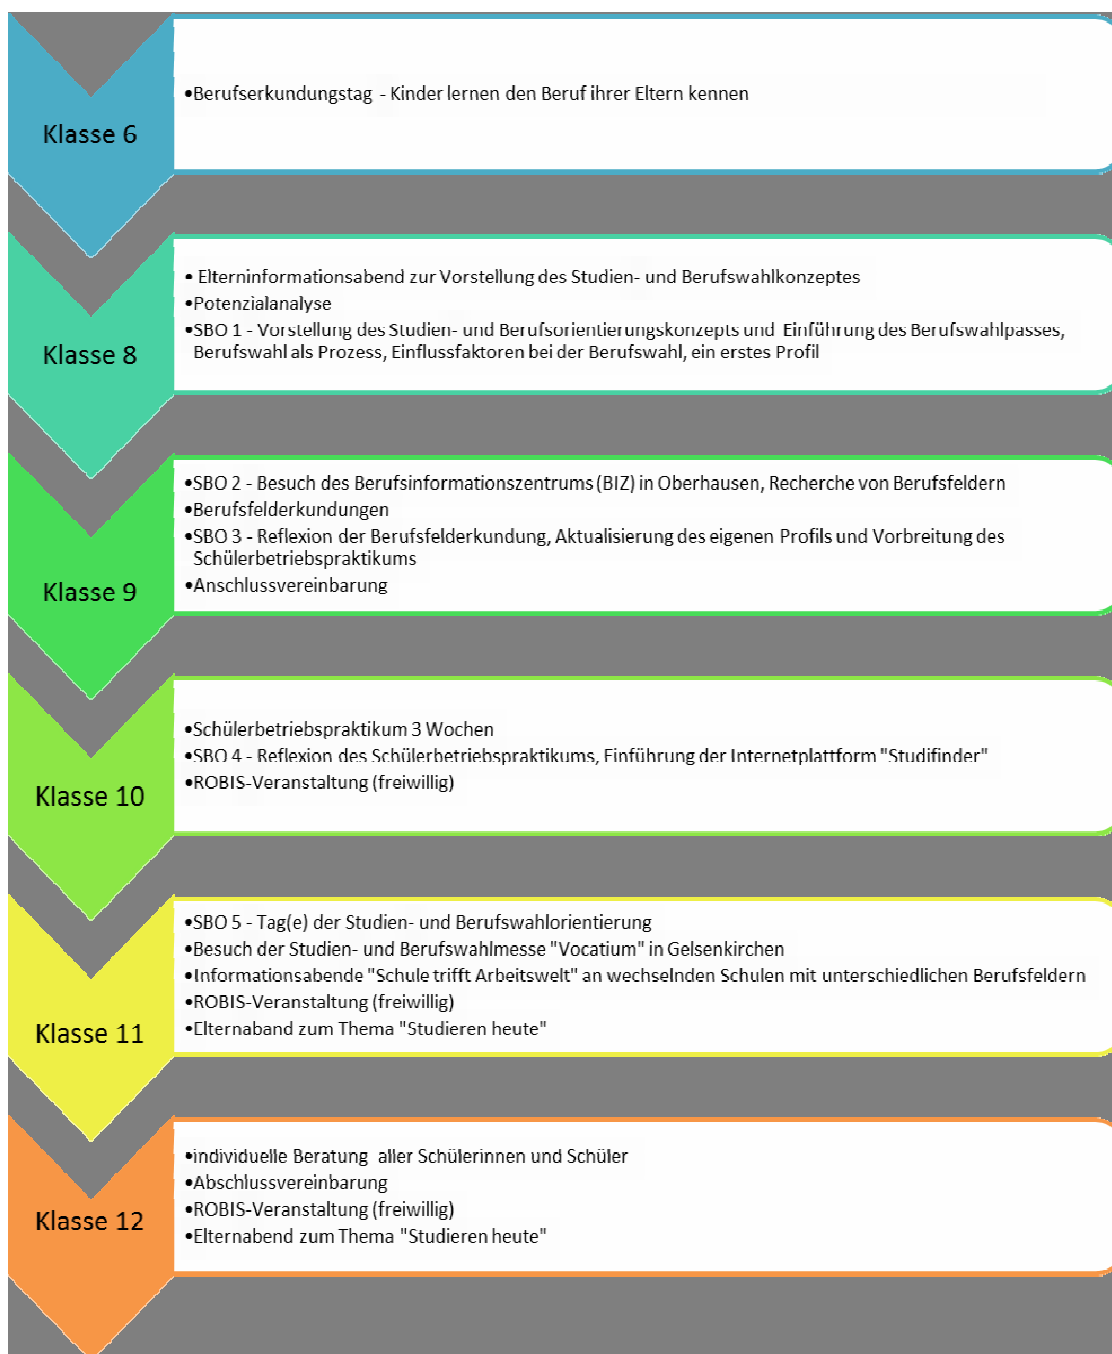 Klasse 6
•Berufserkundungstag - Kinder lernen den Beruf ihrer Eltern kennen
Klasse 8
• Elterninformationsabend zur Vorstellung des Studien- und Berufswahlkonzeptes
•Potenzialanalyse
•SBO 1 - Vorstellung des Studien- und Berufsorientierungskonzepts und Einführung des Berufswahlpasses,
Berufswahl als Prozess, Einflussfaktoren bei der Berufswahl, ein erstes Profil
Klasse 9
•SBO 2 - Besuch des Berufsinformationszentrums (BIZ) in Oberhausen, Recherche von Berufsfeldern
•Berufsfelderkundungen
•SBO 3 - Reflexion der Berufsfelderkundung, Aktualisierung des eigenen Profils und Vorbreitung des
Schülerbetriebspraktikums
•Anschlussvereinbarung
Klasse 10
•Schülerbetriebspraktikum 3 Wochen
•SBO 4 - Reflexion des Schülerbetriebspraktikums, Einführung der Internetplattform "Studifinder"
•ROBIS-Veranstaltung (freiwillig)
Klasse 11
•SBO 5 - Tag(e) der Studien- und Berufswahlorientierung
•Besuch der Studien- und Berufswahlmesse "Vocatium" in Gelsenkirchen
•Informationsabende "Schule trifft Arbeitswelt" an wechselnden Schulen mit unterschiedlichen Berufsfeldern
•ROBIS-Veranstaltung (freiwillig)
•Elternaband zum Thema "Studieren heute"
Klasse 12
•individuelle Beratung aller Schülerinnen und Schüler
•Abschlussvereinbarung
•ROBIS-Veranstaltung (freiwillig)
•Elternabend zum Thema "Studieren heute"